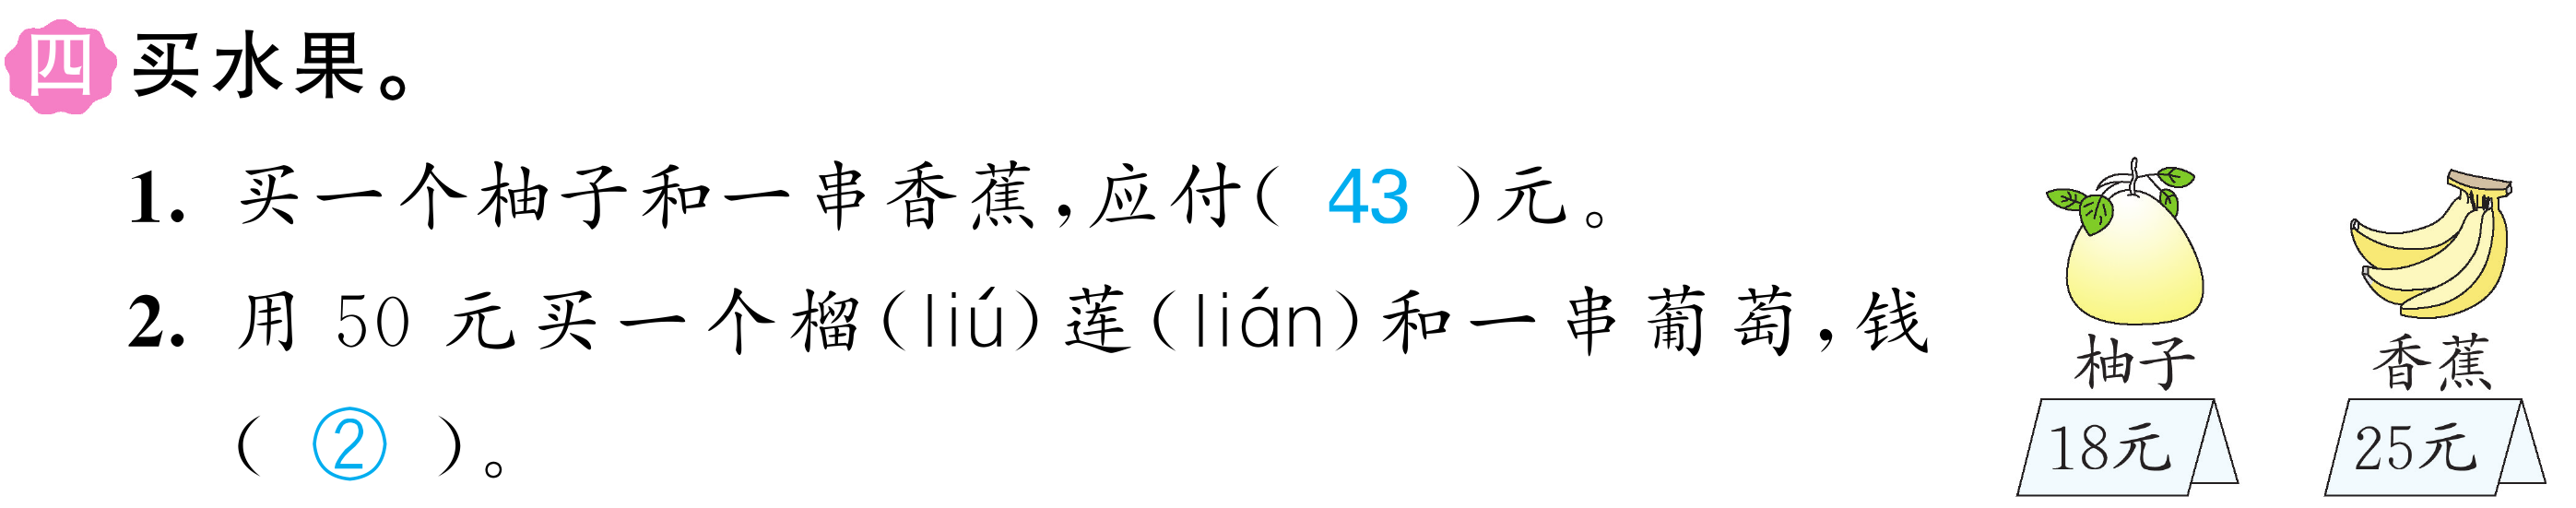 四 买水果。
1. 买一个柚子和一串香蕉,应付( 43 )元。
2. 用 50 元买一个榴(liú)莲(lián)和一串葡萄,钱
( ② )。
柚子 香蕉
18元 25元